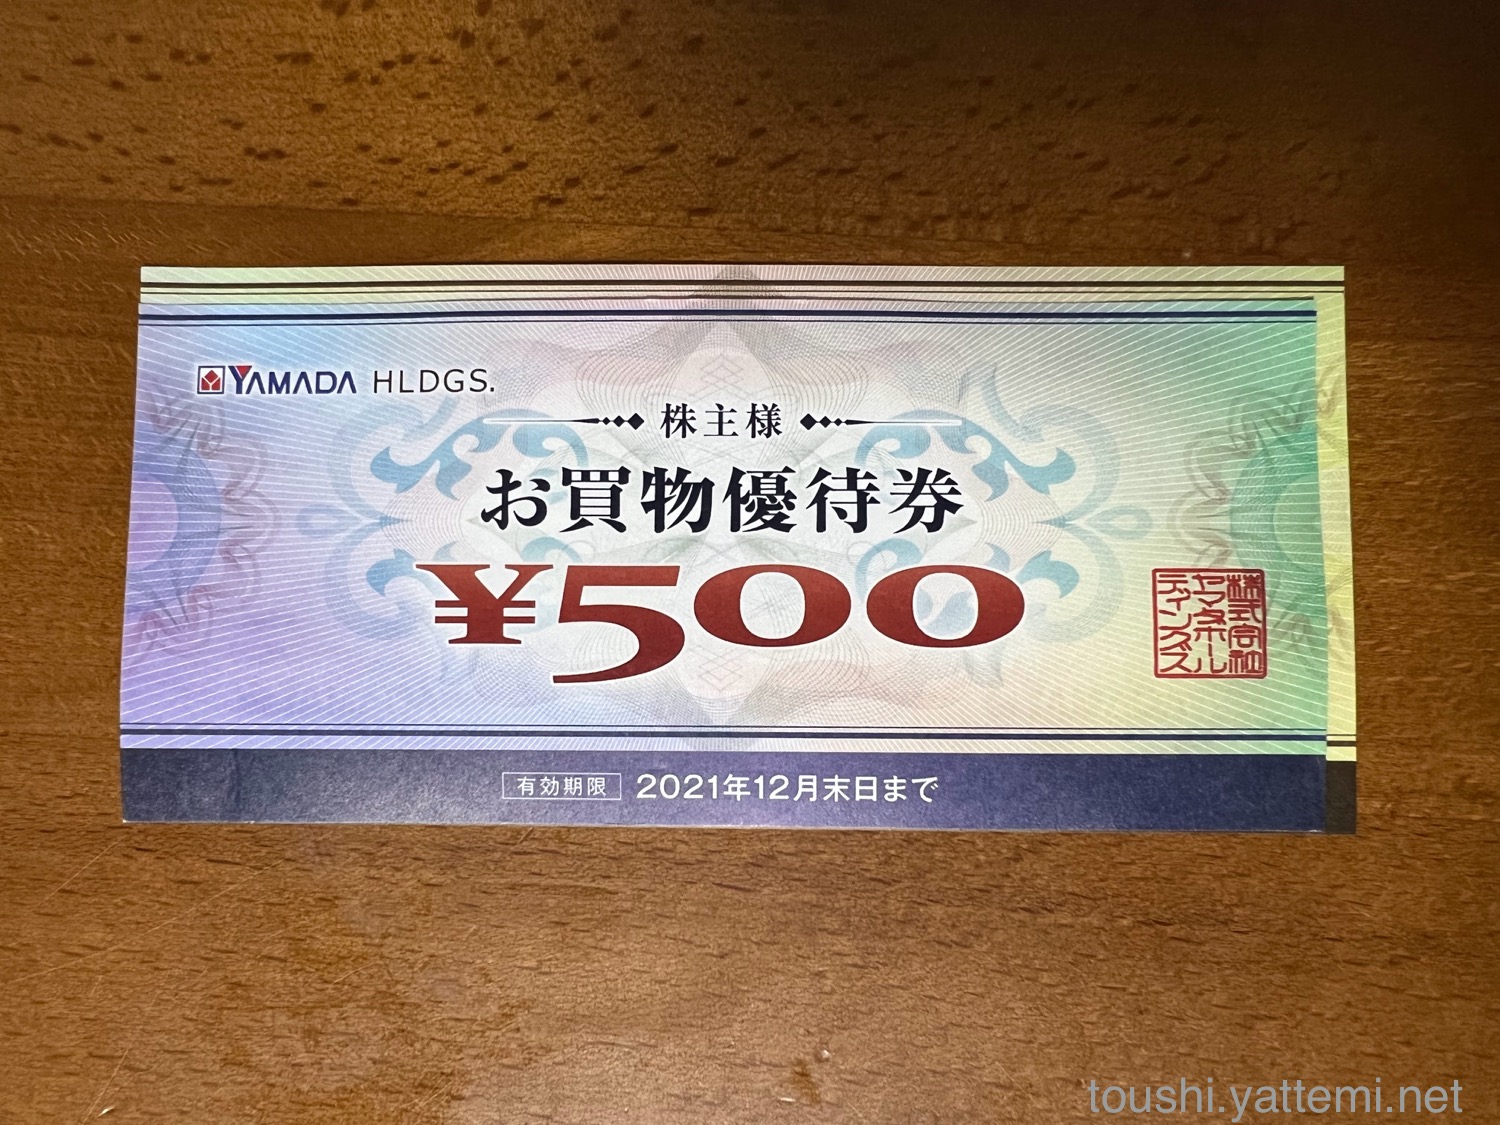 YAMADA HLDGS.
株主様
お買物優待券
¥500
株式会社
ヤマダホール
ディングス
有効期限 2021年12月末日まで
toushi.yattemi.net